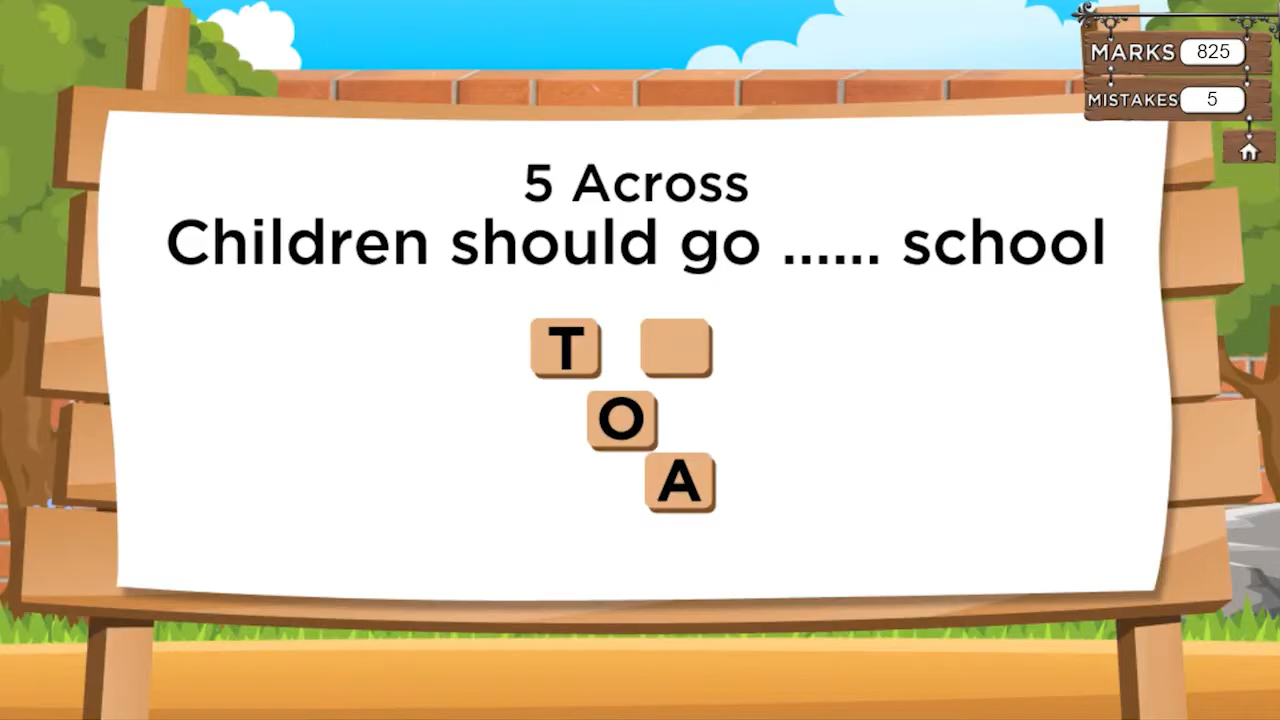 MARKS 825
MISTAKES 5
5 Across
Children should go ...... school
T
O
A